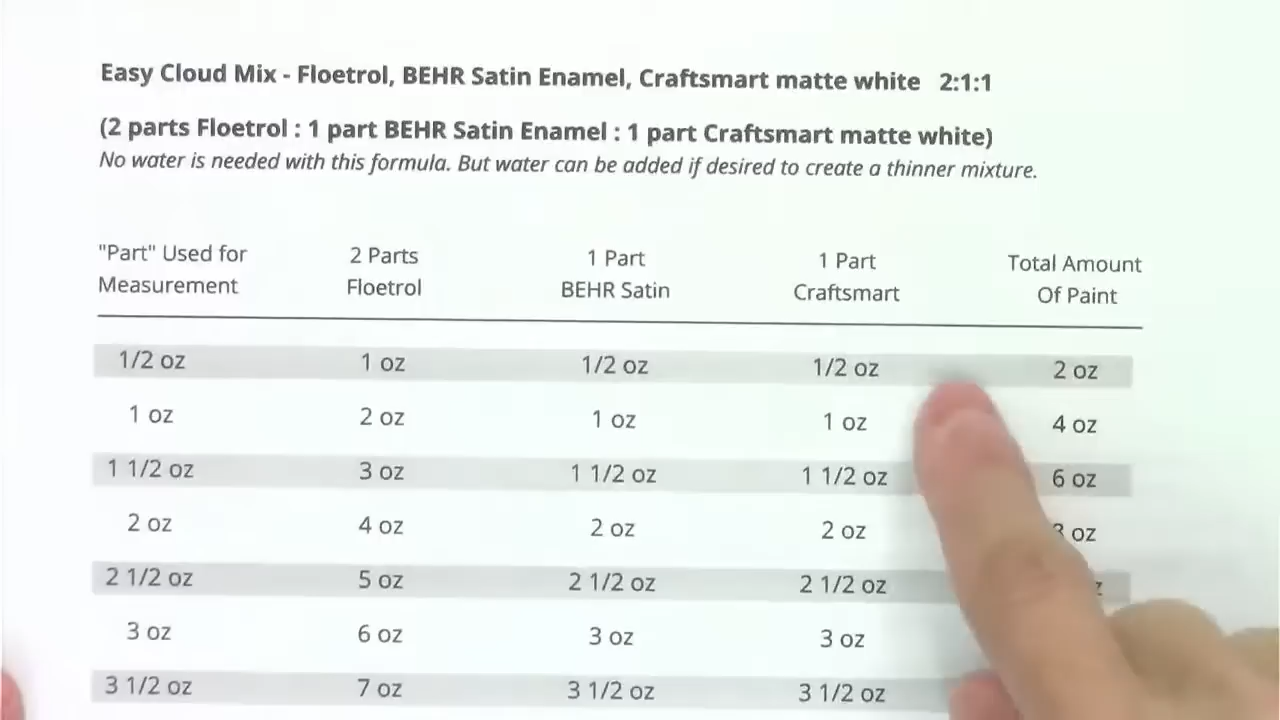 Easy Cloud Mix - Floetrol, BEHR Satin Enamel, Craftsmart matte white 2:1:1
(2 parts Floetrol : 1 part BEHR Satin Enamel : 1 part Craftsmart matte white)
No water is needed with this formula. But water can be added if desired to create a thinner mixture.
"Part" Used for Measurement 2 Parts Floetrol 1 Part BEHR Satin 1 Part Craftsmart Total Amount Of Paint
1/2 oz 1 oz 1/2 oz 1/2 oz 2 oz
1 oz 2 oz 1 oz 1 oz 4 oz
1 1/2 oz 3 oz 1 1/2 oz 1 1/2 oz 6 oz
2 oz 4 oz 2 oz 2 oz oz
2 1/2 oz 5 oz 2 1/2 oz 2 1/2 oz
3 oz 6 oz 3 oz 3 oz
3 1/2 oz 7 oz 3 1/2 oz 3 1/2 oz